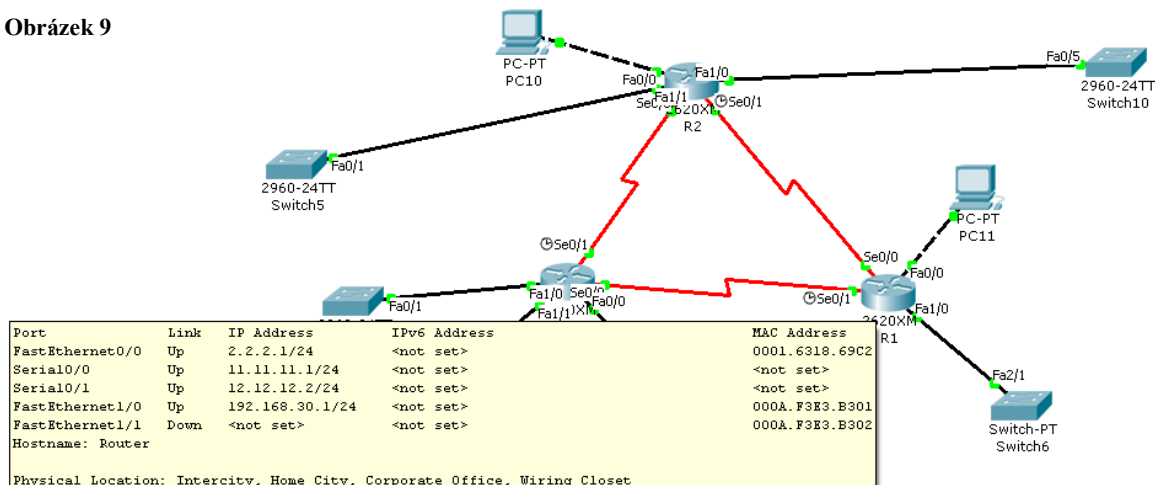 Obrázek 9
PC-PT
PC10
Fa0/0
Fa1/0
Fa1/1
Se0/1
R2
Fa0/5
2960-24TT
Switch10
Fa0/1
2960-24TT
Switch5
PC-PT
PC11
Se0/1
Fa0/1
Fa1/0
Fa0/0
Fa1/1
Se0/0
Fa0/0
Se0/1
Fa1/0
2620XM
R1
Fa2/1
Switch-PT
Switch6
Port Link IP Address IPv6 Address MAC Address
FastEthernet0/0 Up 2.2.2.1/24 <not set> 0001.6318.69C2
Serial0/0 Up 11.11.11.1/24 <not set> <not set>
Serial0/1 Up 12.12.12.2/24 <not set> <not set>
FastEthernet1/0 Up 192.168.30.1/24 <not set> 000A.F3E3.B301
FastEthernet1/1 Down <not set> <not set> 000A.F3E3.B302
Hostname: Router
Physical Location: Intercity, Home City, Corporate Office, Wiring Closet